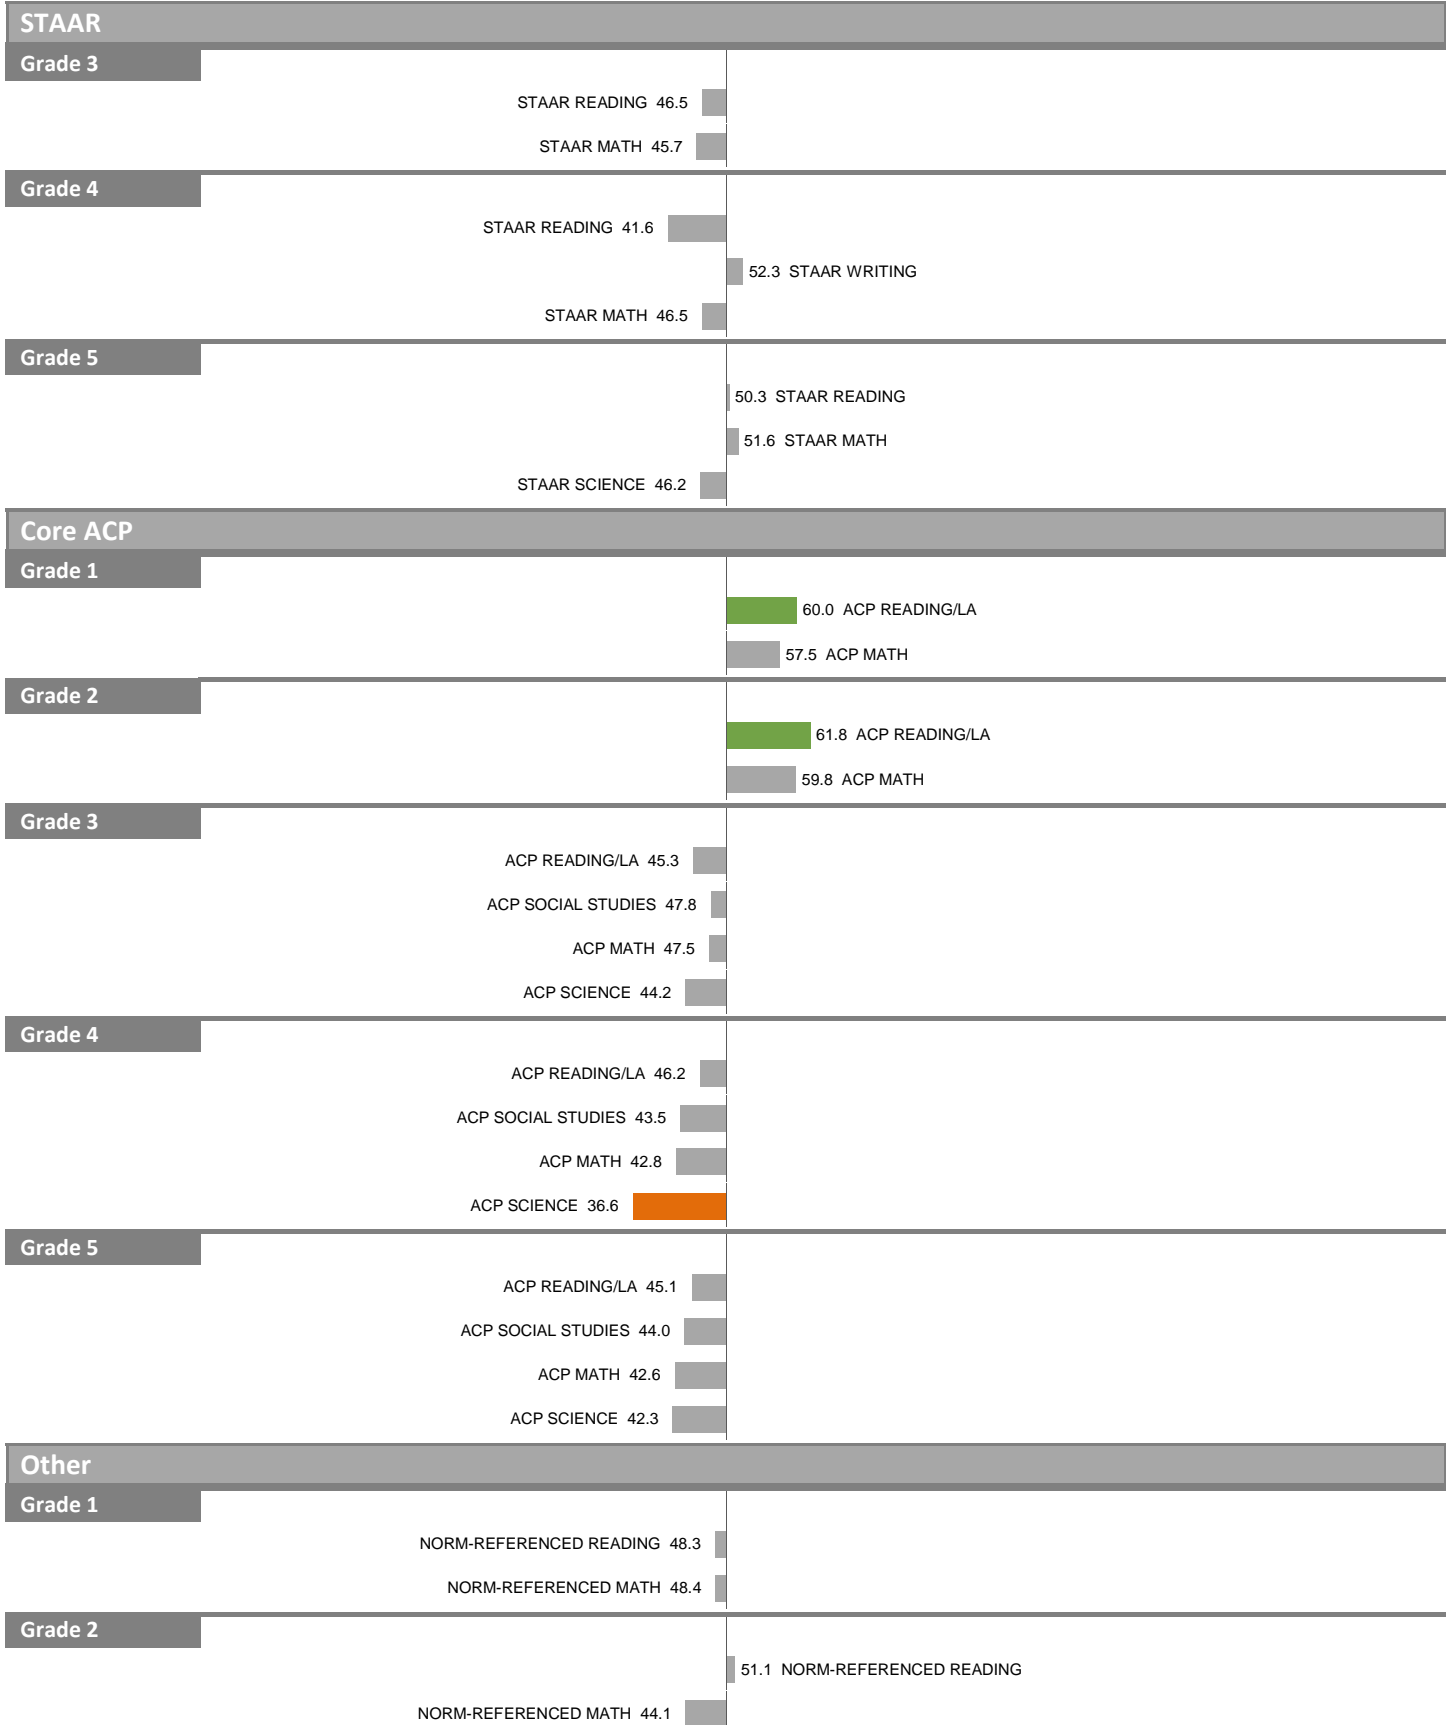 STAAR
Grade 3
STAAR READING 46.5
STAAR MATH 45.7
Grade 4
STAAR READING 41.6
52.3 STAAR WRITING
STAAR MATH 46.5
Grade 5
50.3 STAAR READING
51.6 STAAR MATH
STAAR SCIENCE 46.2
Core ACP
Grade 1
60.0 ACP READING/LA
57.5 ACP MATH
Grade 2
61.8 ACP READING/LA
59.8 ACP MATH
Grade 3
ACP READING/LA 45.3
ACP SOCIAL STUDIES 47.8
ACP MATH 47.5
ACP SCIENCE 44.2
Grade 4
ACP READING/LA 46.2
ACP SOCIAL STUDIES 43.5
ACP MATH 42.8
ACP SCIENCE 36.6
Grade 5
ACP READING/LA 45.1
ACP SOCIAL STUDIES 44.0
ACP MATH 42.6
ACP SCIENCE 42.3
Other
Grade 1
NORM-REFERENCED READING 48.3
NORM-REFERENCED MATH 48.4
Grade 2
51.1 NORM-REFERENCED READING
NORM-REFERENCED MATH 44.1